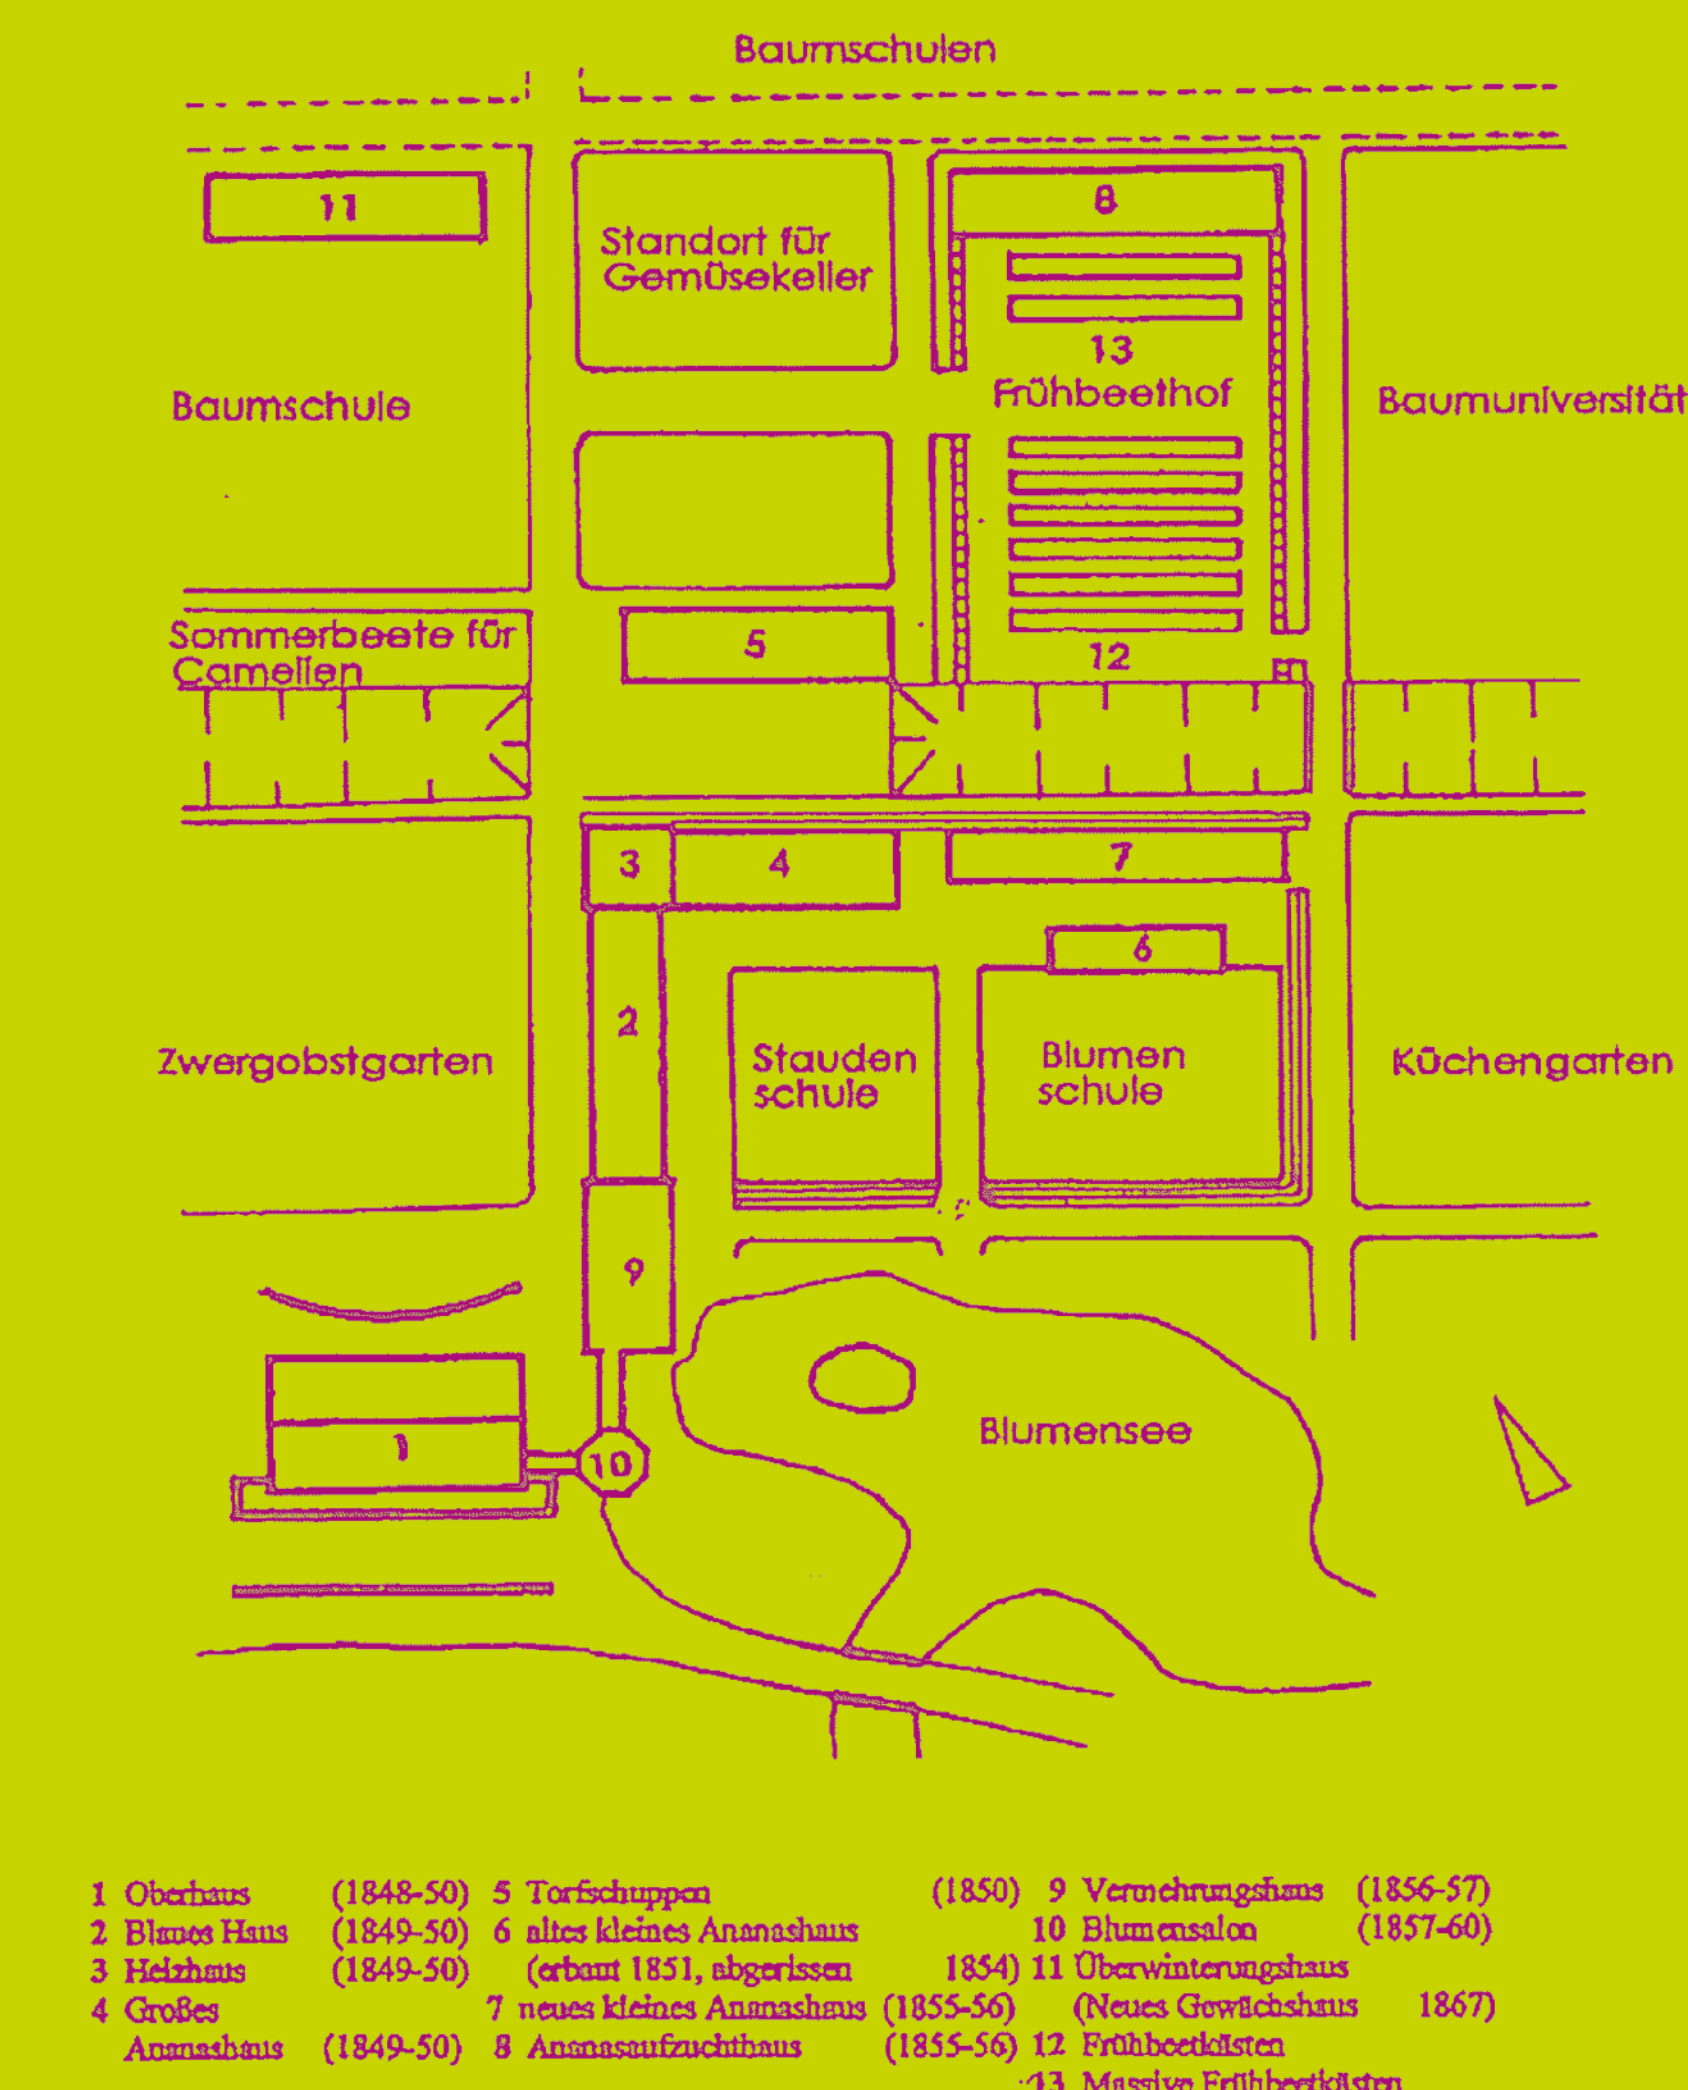 Baumschulen
11
8
Standort für
Gemüsekeller
13
Frühbeethof
Baumschule
Baumuniversität
Sommerbeete für
Camelien
5
12
3
4
7
6
2
Zwergobstgarten
Stauden
schule
Blumen
schule
Küchengarten
9
Blumensee
1
10
1 Oberhaus (1848-50) 5 Torfschuppen (1850) 9 Vermehrungshaus (1856-57)
2 Blaues Haus (1849-50) 6 altes kleines Ananashaus 10 Blumensalon (1857-60)
3 Heizhaus (1849-50) (erbaut 1851, abgerissen 1854) 11 Überwinterungshaus
4 Großes 7 neues kleines Ananashaus (1855-56) (Neues Gewächshaus 1867)
Ananashaus (1849-50) 8 Ananasaufzuchthaus (1855-56) 12 Frühbeetkästen
13 Massive Frühbeetkästen